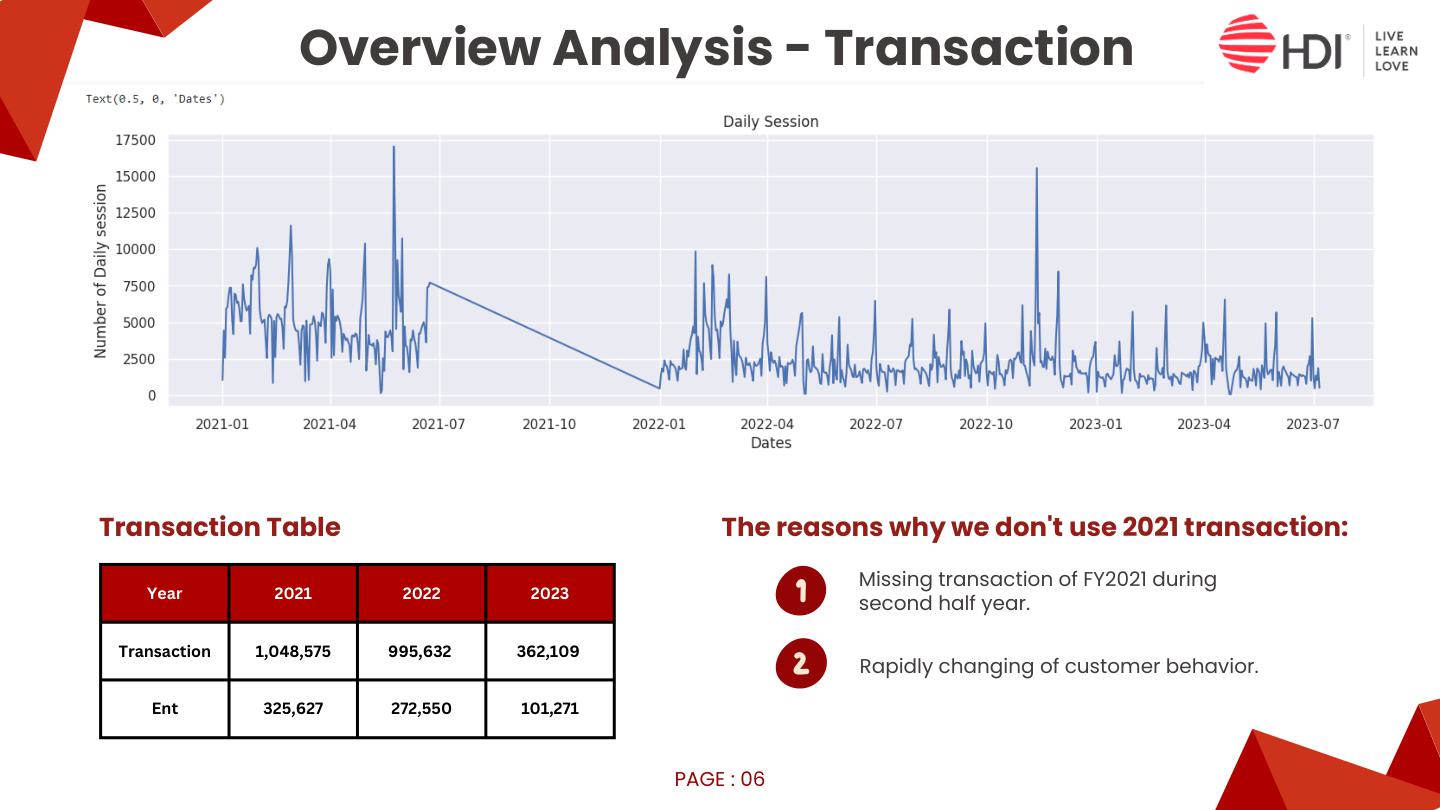 Overview Analysis - Transaction
HDI®
LIVE
LEARN
LOVE
Text(0.5, 0, 'Dates')
Daily Session
17500
15000
12500
10000
7500
5000
2500
0
Number of Daily session
2021-01 2021-04 2021-07 2021-10 2022-01 2022-04 2022-07 2022-10 2023-01 2023-04 2023-07
Dates
Transaction Table
Year 2021 2022 2023
Transaction 1,048,575 995,632 362,109
Ent 325,627 272,550 101,271
The reasons why we don't use 2021 transaction:
1
Missing transaction of FY2021 during
second half year.
2
Rapidly changing of customer behavior.
PAGE : 06